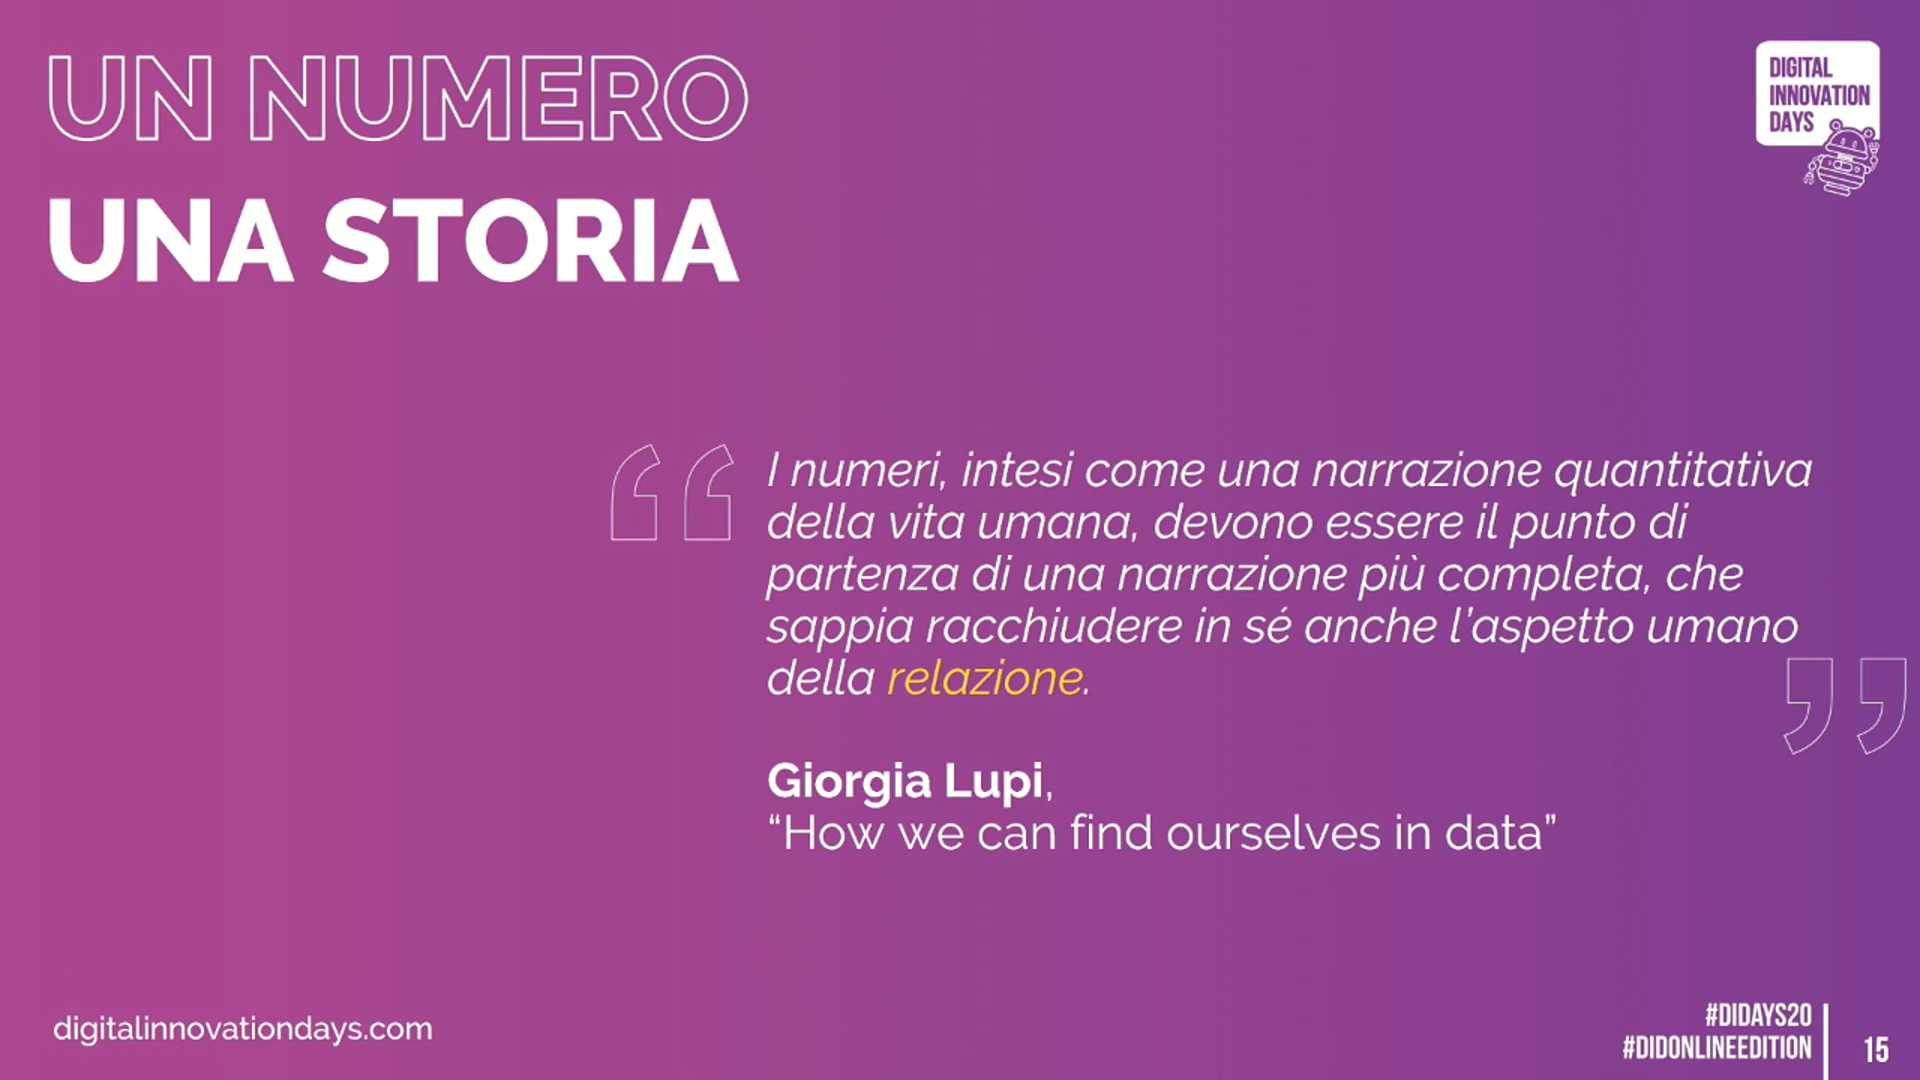 UN NUMERO
UNA STORIA
DIGITAL
INNOVATION
DAYS
“
I numeri, intesi come una narrazione quantitativa
della vita umana, devono essere il punto di
partenza di una narrazione più completa, che
sappia racchiudere in sé anche l’aspetto umano
della relazione.
”
Giorgia Lupi,
“How we can find ourselves in data”
digitalinnovationdays.com
#DIDAYS20
#DIDONLINEEDITION
15